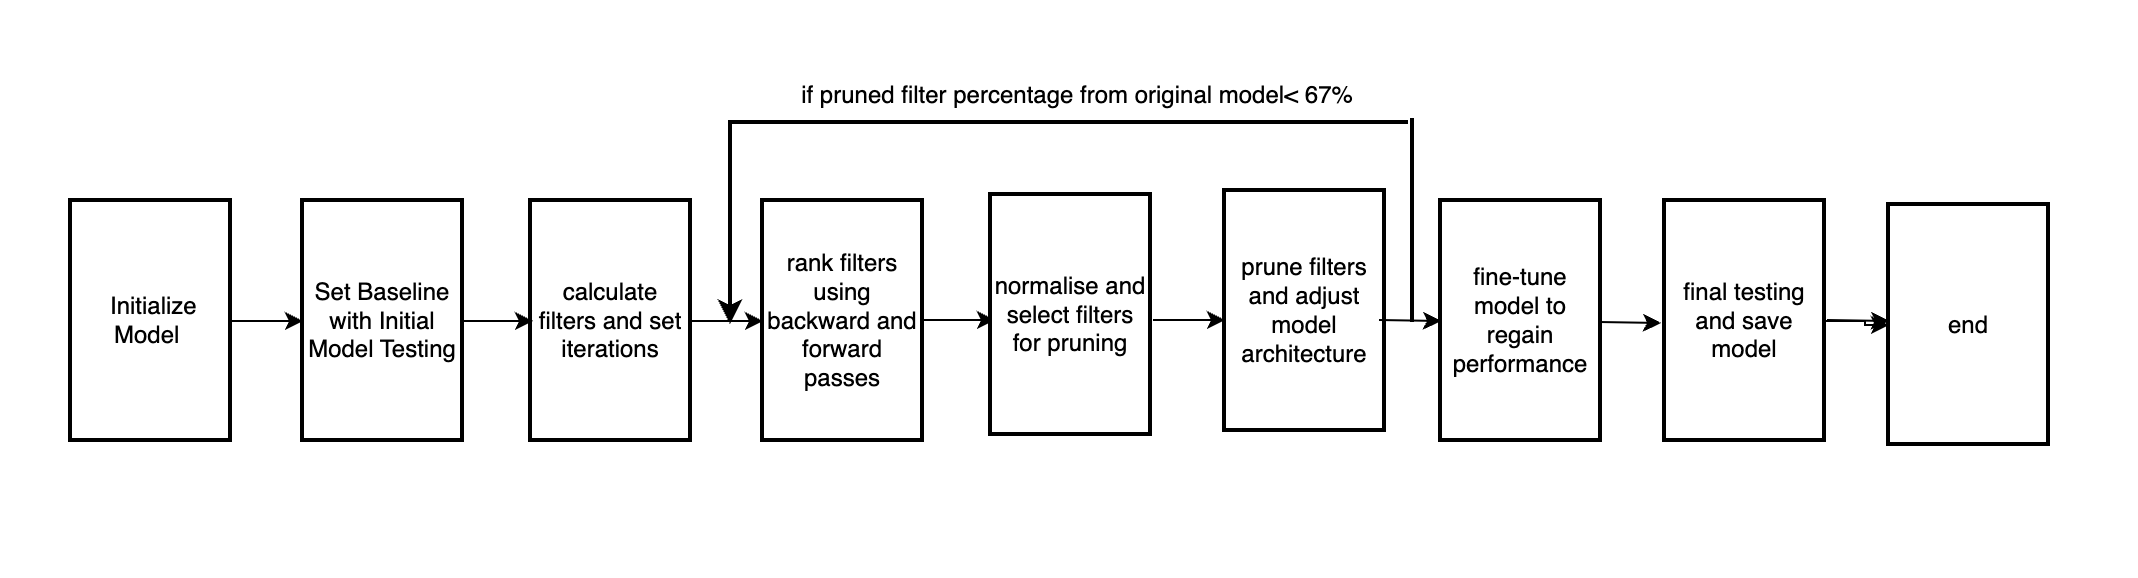 if pruned filter percentage from original model< 67%
Initialize
Model
Set Baseline
with Initial
Model Testing
calculate
filters and set
iterations
rank filters
using
backward and
forward
passes
normalise and
select filters
for pruning
prune filters
and adjust
model
architecture
fine-tune
model to
regain
performance
final testing
and save
model
end